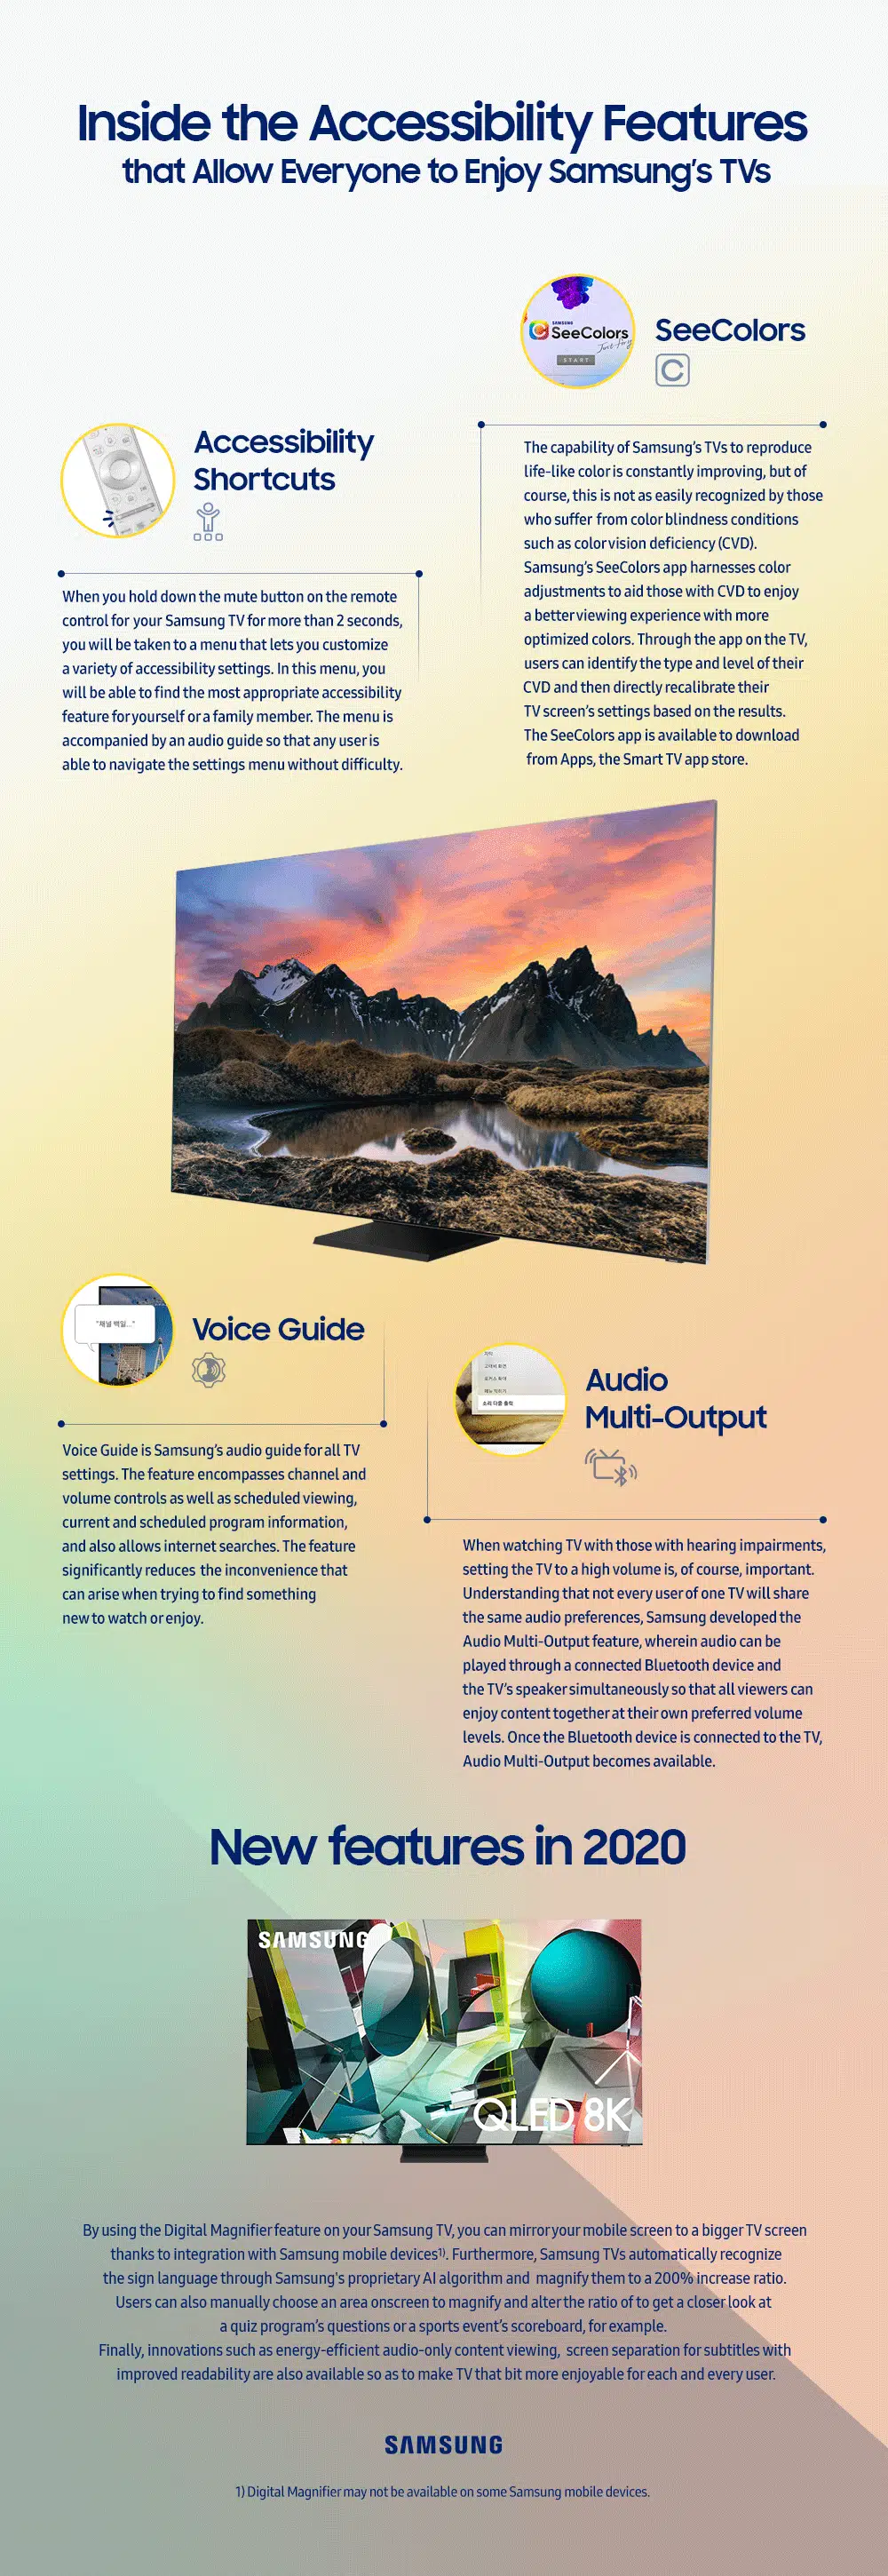 Inside the Accessibility Features
that Allow Everyone to Enjoy Samsung's TVs
SAMSUNG
SeeColors
START
SeeColors
C
Accessibility
Shortcuts
The capability of Samsung's TVs to reproduce
life-like color is constantly improving, but of
course, this is not as easily recognized by those
who suffer from color blindness conditions
such as color vision deficiency (CVD).
Samsung's SeeColors app harnesses color
adjustments to aid those with CVD to enjoy
a better viewing experience with more
optimized colors. Through the app on the TV,
users can identify the type and level of their
CVD and then directly recalibrate their
TV screen's settings based on the results.
The SeeColors app is available to download
from Apps, the Smart TV app store.
When you hold down the mute button on the remote
control for your Samsung TV for more than 2 seconds,
you will be taken to a menu that lets you customize
a variety of accessibility settings. In this menu, you
will be able to find the most appropriate accessibility
feature for yourself or a family member. The menu is
accompanied by an audio guide so that any user is
able to navigate the settings menu without difficulty.
"채널 백일..."
Voice Guide
Voice Guide is Samsung's audio guide for all TV
settings. The feature encompasses channel and
volume controls as well as scheduled viewing,
current and scheduled program information,
and also allows internet searches. The feature
significantly reduces the inconvenience that
can arise when trying to find something
new to watch or enjoy.
자막
고대비 화면
포커스 확대
메뉴 익히기
소리 다중 출력
Audio
Multi-Output
When watching TV with those with hearing impairments,
setting the TV to a high volume is, of course, important.
Understanding that not every user of one TV will share
the same audio preferences, Samsung developed the
Audio Multi-Output feature, wherein audio can be
played through a connected Bluetooth device and
the TV's speaker simultaneously so that all viewers can
enjoy content together at their own preferred volume
levels. Once the Bluetooth device is connected to the TV,
Audio Multi-Output becomes available.
New features in 2020
SAMSUNG
QLED 8K
By using the Digital Magnifier feature on your Samsung TV, you can mirror your mobile screen to a bigger TV screen
thanks to integration with Samsung mobile devices1). Furthermore, Samsung TVs automatically recognize
the sign language through Samsung's proprietary AI algorithm and magnify them to a 200% increase ratio.
Users can also manually choose an area onscreen to magnify and alter the ratio of to get a closer look at
a quiz program's questions or a sports event's scoreboard, for example.
Finally, innovations such as energy-efficient audio-only content viewing, screen separation for subtitles with
improved readability are also available so as to make TV that bit more enjoyable for each and every user.
SAMSUNG
1) Digital Magnifier may not be available on some Samsung mobile devices.